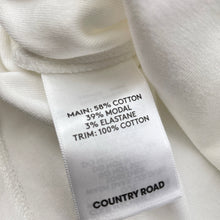 MAIN: 58% COTTON
39% MODAL
3% ELASTANE
TRIM: 100% COTTON
COUNTRY ROAD